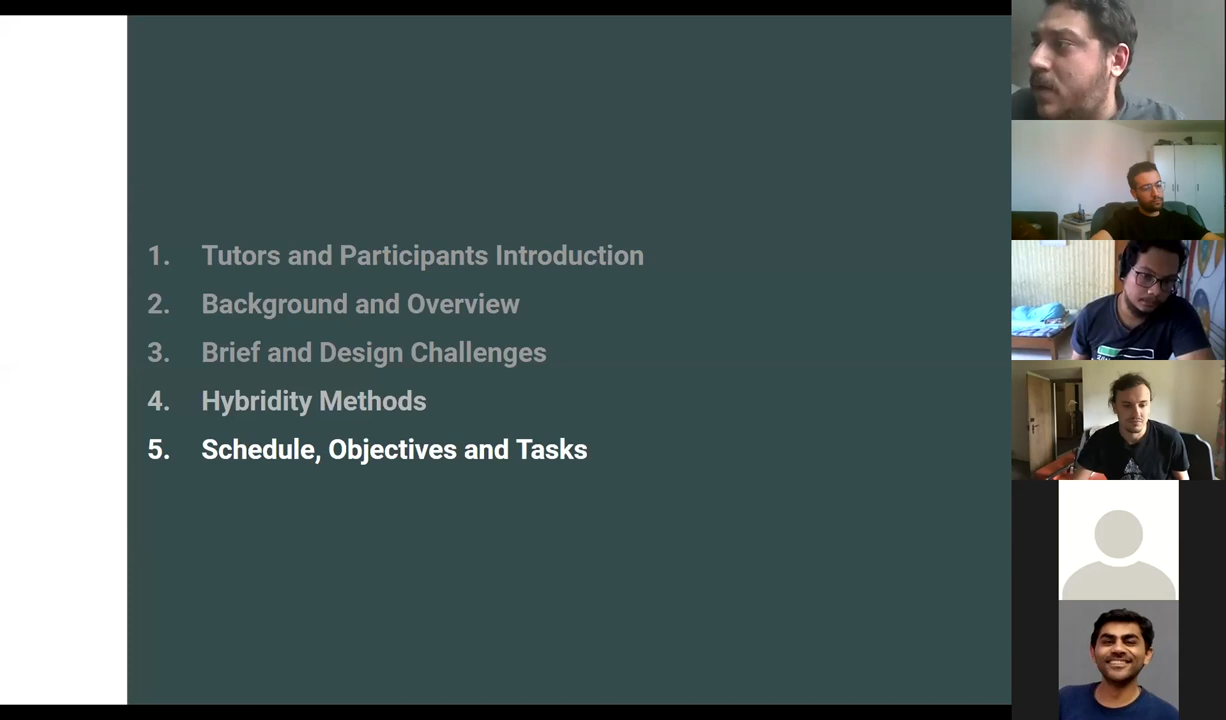 1. Tutors and Participants Introduction
2. Background and Overview
3. Brief and Design Challenges
4. Hybridity Methods
5. Schedule, Objectives and Tasks